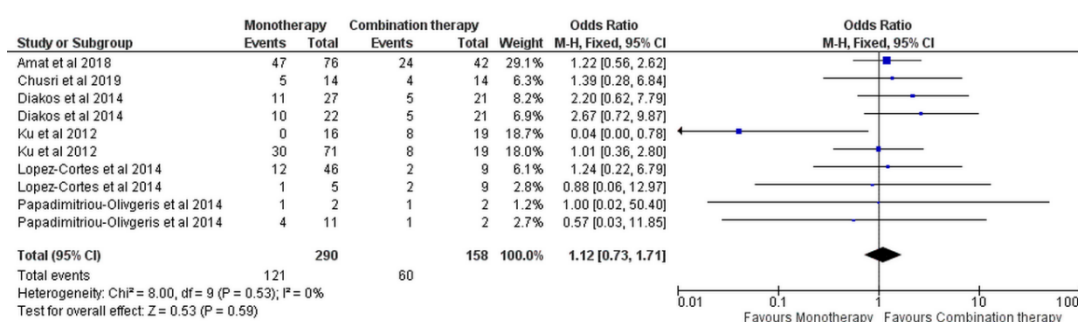 Monotherapy Combination therapy Odds Ratio Odds Ratio
Study or Subgroup Events Total Events Total Weight M-H, Fixed, 95% CI M-H, Fixed, 95% CI
Amat et al 2018 47 76 24 42 29.1% 1.22 [0.56, 2.62]
Chusri et al 2019 5 14 4 14 6.3% 1.39 [0.28, 6.84]
Diakos et al 2014 11 27 5 21 8.2% 2.20 [0.62, 7.79]
Diakos et al 2014 10 22 5 21 6.9% 2.67 [0.72, 9.87]
Ku et al 2012 0 16 8 19 18.7% 0.04 [0.00, 0.78]
Ku et al 2012 30 71 8 19 18.0% 1.01 [0.36, 2.80]
Lopez-Cortes et al 2014 12 46 2 9 6.1% 1.24 [0.22, 6.79]
Lopez-Cortes et al 2014 1 5 2 9 2.8% 0.88 [0.06, 12.97]
Papadimitriou-Olivgeris et al 2014 1 2 1 2 1.2% 1.00 [0.02, 50.40]
Papadimitriou-Olivgeris et al 2014 4 11 1 2 2.7% 0.57 [0.03, 11.85]
Total (95% CI) 290 158 100.0% 1.12 [0.73, 1.71]
Total events 121 60
Heterogeneity: Chi² = 8.00, df = 9 (P = 0.53); I² = 0%
Test for overall effect: Z = 0.53 (P = 0.59)
0.01 0.1 1 10 100
Favours Monotherapy Favours Combination therapy